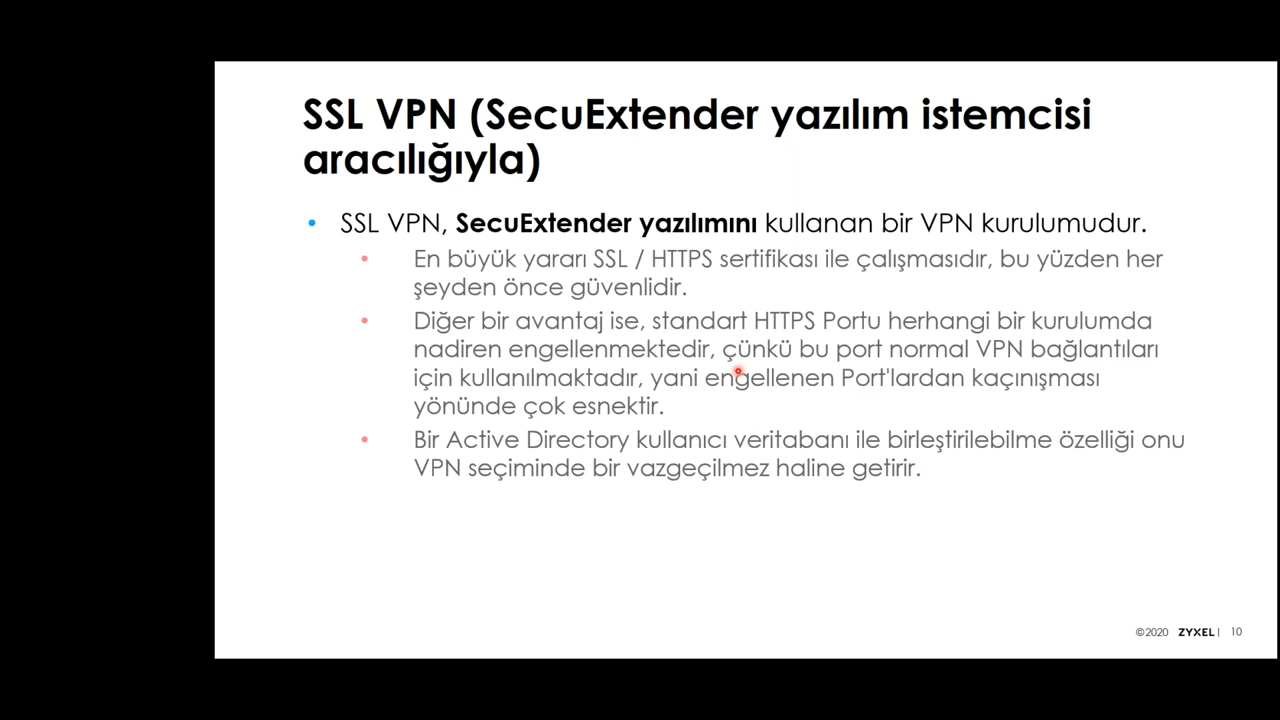 SSL VPN (SecuExtender yazılım istemcisi
aracılığıyla)
• SSL VPN, SecuExtender yazılımını kullanan bir VPN kurulumudur.
• En büyük yararı SSL / HTTPS sertifikası ile çalışmasıdır, bu yüzden her
şeyden önce güvenlidir.
• Diğer bir avantaj ise, standart HTTPS Portu herhangi bir kurulumda
nadiren engellenmektedir, çünkü bu port normal VPN bağlantıları
için kullanılmaktadır, yani engellenen Port'lardan kaçınışması
yönünde çok esnektir.
• Bir Active Directory kullanıcı veritabanı ile birleştirilebilme özelliği onu
VPN seçiminde bir vazgeçilmez haline getirir.
©2020 ZYXEL | 10